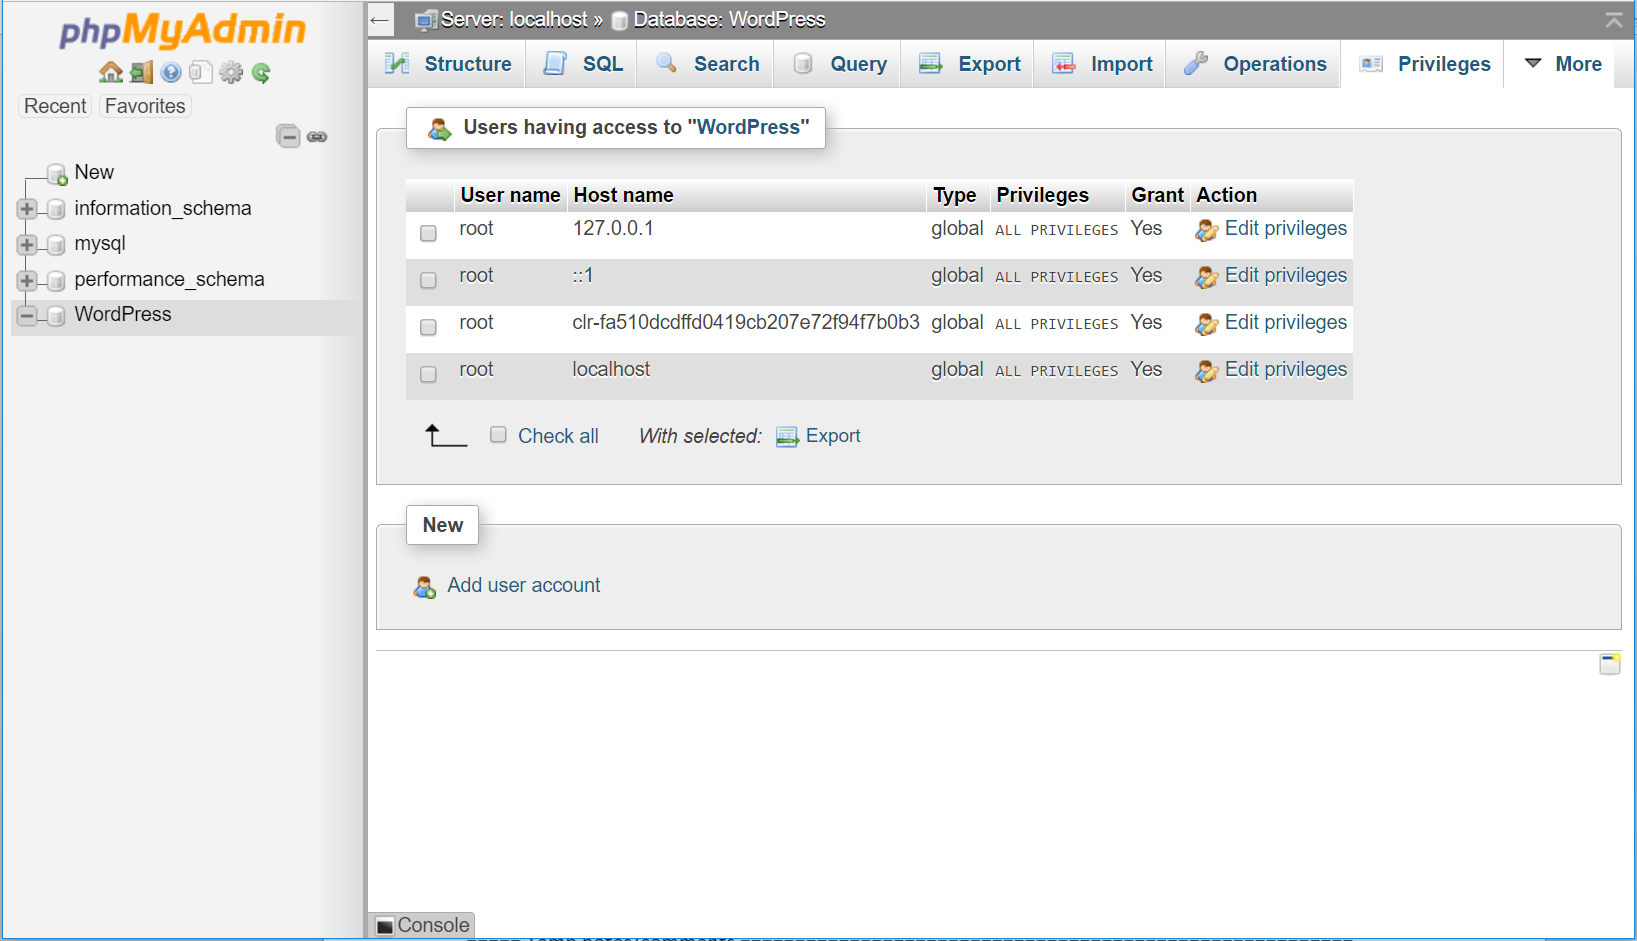 phpMyAdmin
Recent Favorites
New
information_schema
mysql
performance_schema
WordPress
← Server: localhost » Database: WordPress
Structure SQL Search Query Export Import Operations Privileges More
Users having access to "WordPress"
User name Host name Type Privileges Grant Action
root 127.0.0.1 global ALL PRIVILEGES Yes Edit privileges
root ::1 global ALL PRIVILEGES Yes Edit privileges
root clr-fa510dcdffd0419cb207e72f94f7b0b3 global ALL PRIVILEGES Yes Edit privileges
root localhost global ALL PRIVILEGES Yes Edit privileges
Check all With selected: Export
New
Add user account
Console